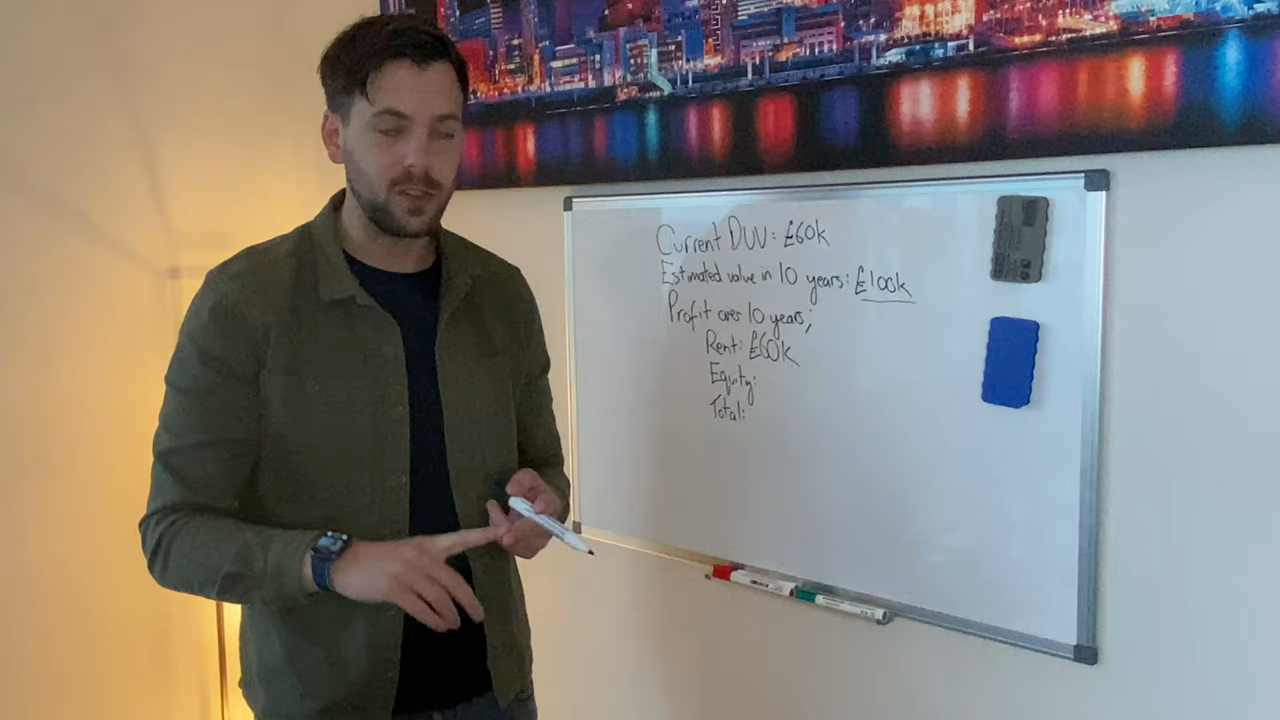 Current DUV: £60k
Estimated value in 10 years: £100k
Profit over 10 years;
Rent: £60k
Equity:
Total: